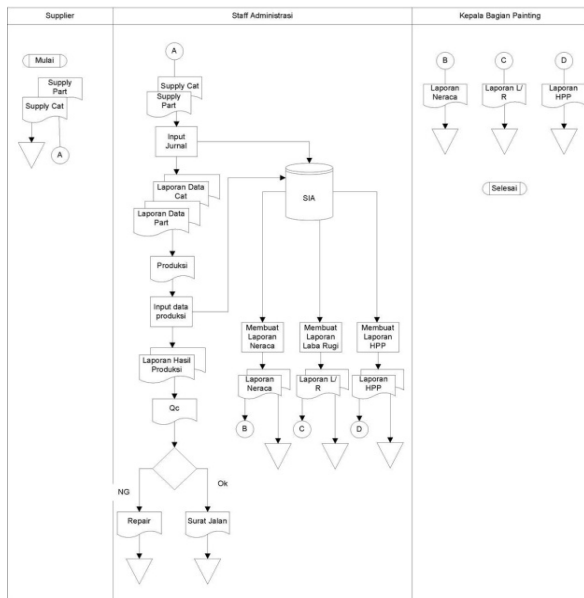 Supplier
Staff Administrasi
Kepala Bagian Painting
Mulai
Supply
Part
Supply Cat
A
A
Supply Cat
Supply
Part
Input
Jurnal
SIA
Laporan Data
Cat
Laporan Data
Part
Produksi
Input data
produksi
Laporan Hasil
Produksi
Qc
NG
Ok
Repair
Surat Jalan
Membuat
Laporan
Neraca
Membuat
Laporan
Laba Rugi
Membuat
Laporan
HPP
Laporan
Neraca
Laporan L/
R
Laporan
HPP
B
C
D
B
C
D
Laporan
Neraca
Laporan L/
R
Laporan
HPP
Selesai